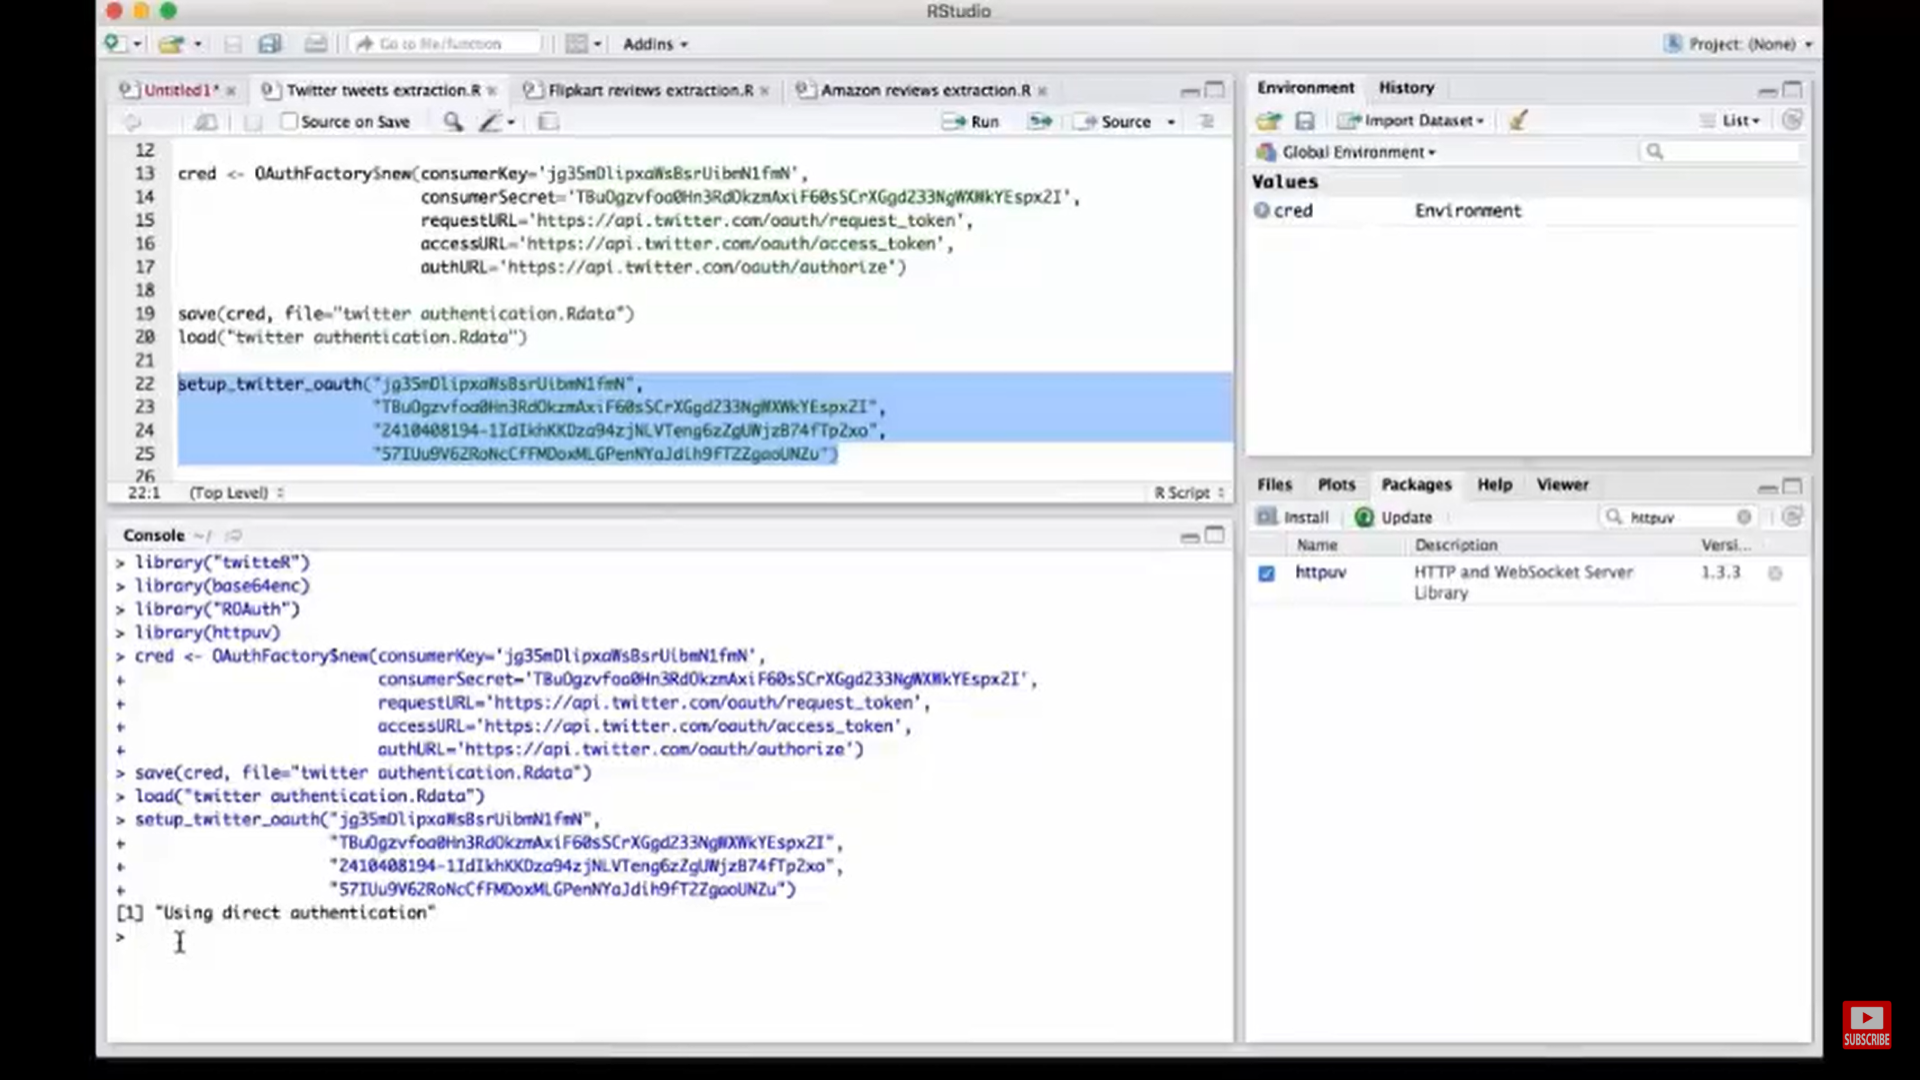 RStudio
Go to file/function
Addins
Project: (None)
Untitled1*
Twitter tweets extraction.R
Flipkart reviews extraction.R
Amazon reviews extraction.R
Source on Save
Run
Source
12
13 cred <- OAuthFactory$new(consumerKey='jg35mDlipxaWsBsrUibmN1fmN',
14 consumerSecret='TBuOgzvfoa0Hn3RdOkzmAxiF60sSCrXGgd233NgWXWkYEspx2I',
15 requestURL='https://api.twitter.com/oauth/request_token',
16 accessURL='https://api.twitter.com/oauth/access_token',
17 authURL='https://api.twitter.com/oauth/authorize')
18
19 save(cred, file="twitter authentication.Rdata")
20 load("twitter authentication.Rdata")
21
22 setup_twitter_oauth("jg35mDlipxaWsBsrUibmN1fmN",
23 "TBuOgzvfoa0Hn3RdOkzmAxiF60sSCrXGgd233NgWXWkYEspx2I",
24 "2410408194-1IdIkhKKDza94zjNLVTeng6zZgUWjzB74fTp2xo",
25 "57IUu9V62RoNcCfFMDoxMLGPenNYaJdih9fT2ZgaoUNZu")
26
22:1 (Top Level)
R Script
Console ~/
> library("twitteR")
> library(base64enc)
> library("ROAuth")
> library(httpuv)
> cred <- OAuthFactory$new(consumerKey='jg35mDlipxaWsBsrUibmN1fmN',
+ consumerSecret='TBuOgzvfoa0Hn3RdOkzmAxiF60sSCrXGgd233NgWXWkYEspx2I',
+ requestURL='https://api.twitter.com/oauth/request_token',
+ accessURL='https://api.twitter.com/oauth/access_token',
+ authURL='https://api.twitter.com/oauth/authorize')
> save(cred, file="twitter authentication.Rdata")
> load("twitter authentication.Rdata")
> setup_twitter_oauth("jg35mDlipxaWsBsrUibmN1fmN",
+ "TBuOgzvfoa0Hn3RdOkzmAxiF60sSCrXGgd233NgWXWkYEspx2I",
+ "2410408194-1IdIkhKKDza94zjNLVTeng6zZgUWjzB74fTp2xo",
+ "57IUu9V62RoNcCfFMDoxMLGPenNYaJdih9fT2ZgaoUNZu")
[1] "Using direct authentication"
>
Environment History
Import Dataset
List
Global Environment
Values
cred Environment
Files Plots Packages Help Viewer
Install Update
httpuv
Name Description Versi...
httpuv HTTP and WebSocket Server 1.3.3
Library
SUBSCRIBE